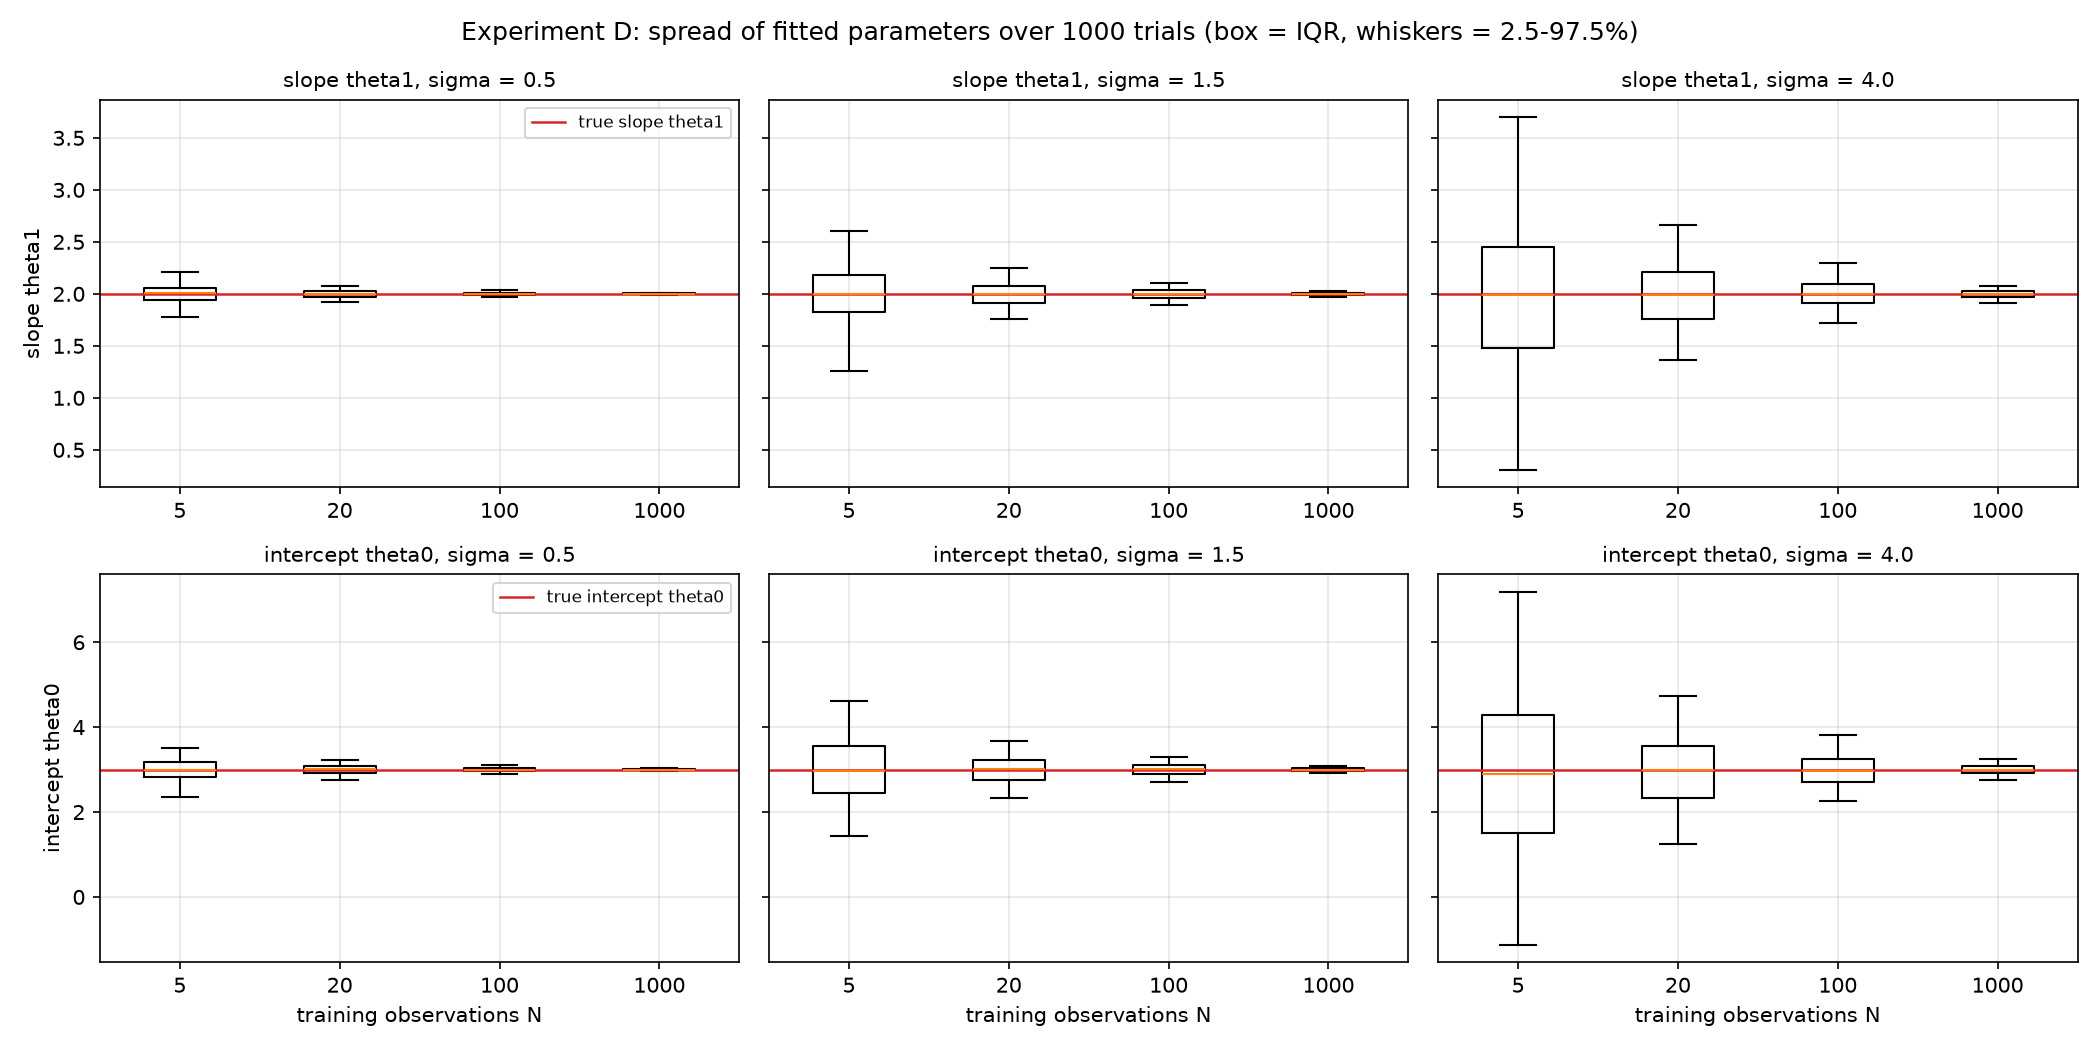 Experiment D: spread of fitted parameters over 1000 trials (box = IQR, whiskers = 2.5-97.5%)
slope theta1, sigma = 0.5
true slope theta1
slope theta1
3.5
3.0
2.5
2.0
1.5
1.0
0.5
5 20 100 1000
slope theta1, sigma = 1.5
5 20 100 1000
slope theta1, sigma = 4.0
5 20 100 1000
intercept theta0, sigma = 0.5
true intercept theta0
intercept theta0
6
4
2
0
5 20 100 1000
training observations N
intercept theta0, sigma = 1.5
5 20 100 1000
training observations N
intercept theta0, sigma = 4.0
5 20 100 1000
training observations N